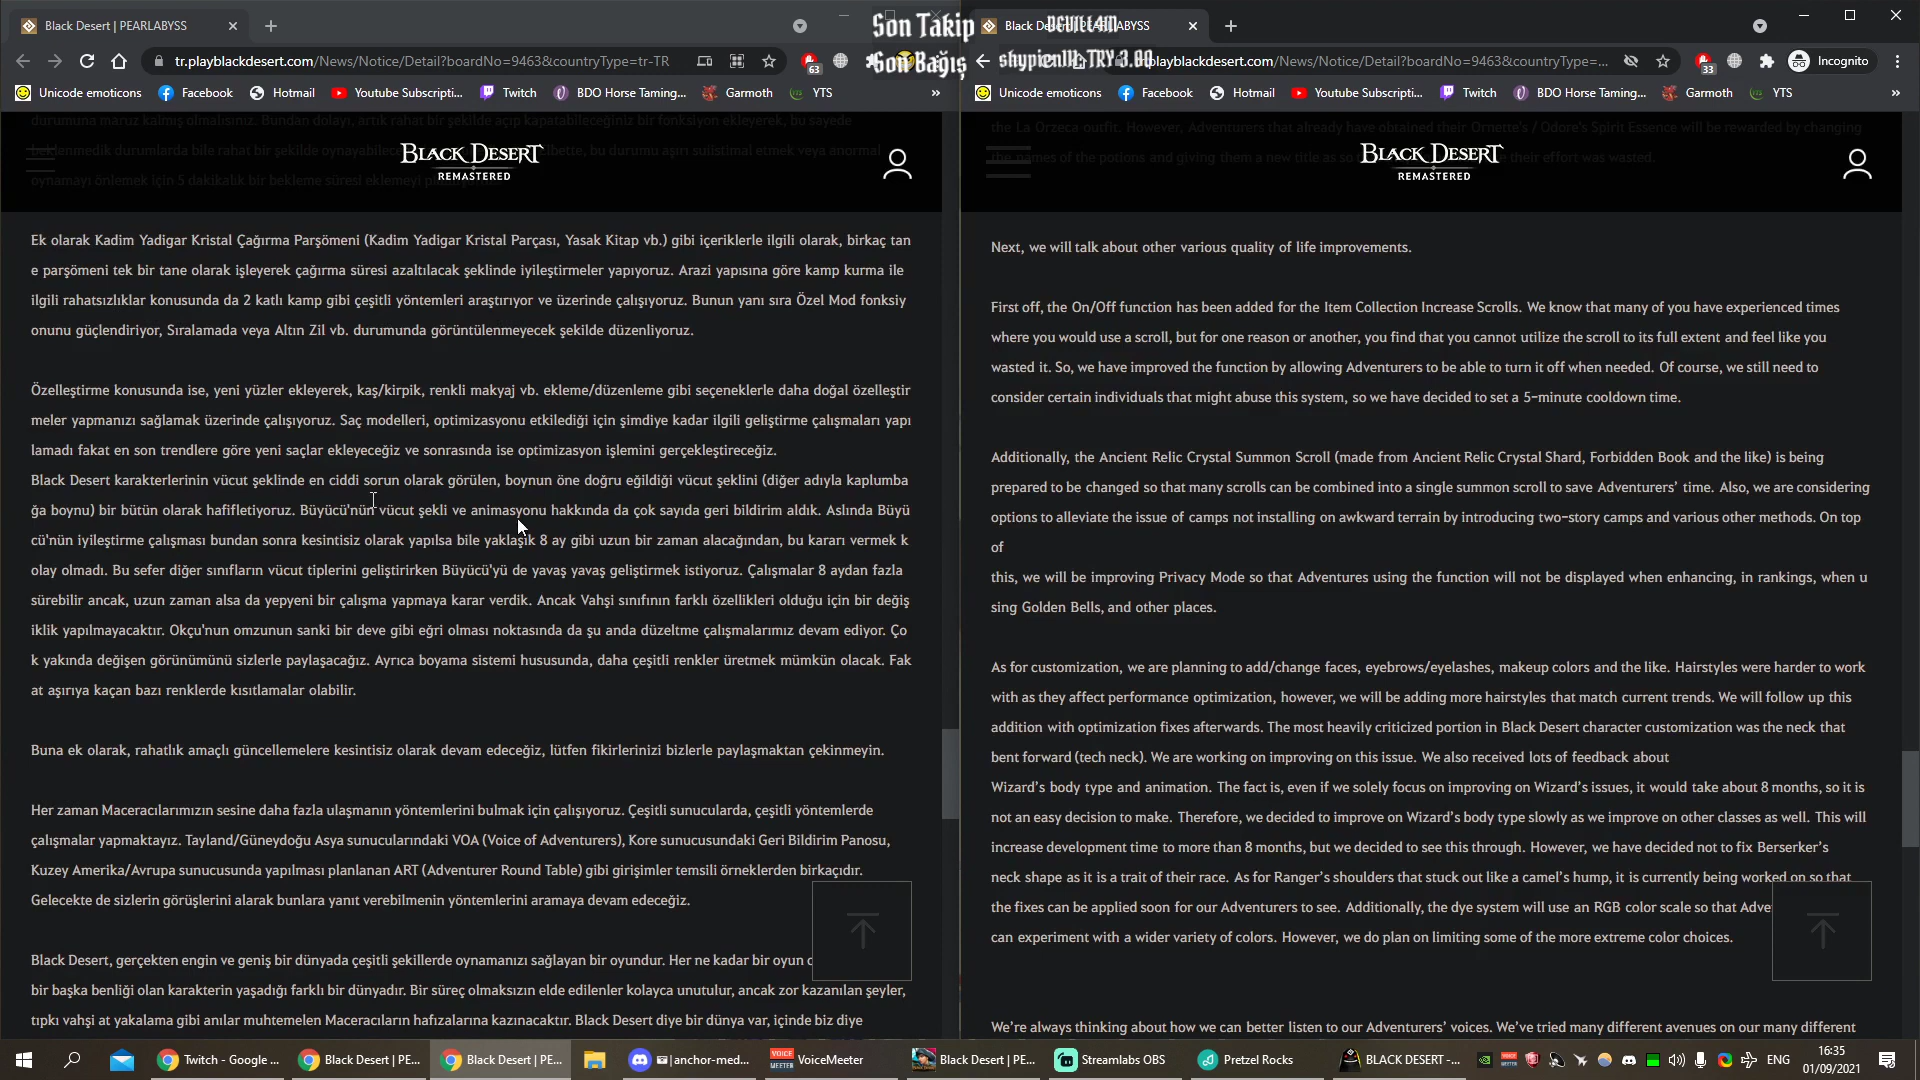 Black Desert | PEARLABYSS
tr.playblackdesert.com/News/Notice/Detail?boardNo=9463&countryType=tr-TR
63
Unicode emoticons
Facebook
Hotmail
Youtube Subscripti...
Twitch
BDO Horse Taming...
Garmoth
YTS
»
durumuna maruz kalmış olmalısınız. Bundan dolayı, artık rahat bir şekilde açıp kapatabileceğiniz bir fonksiyon ekleyerek, bu sayede
BLACK DESERT
REMASTERED
Ek olarak Kadim Yadigar Kristal Çağırma Parşömeni (Kadim Yadigar Kristal Parçası, Yasak Kitap vb.) gibi içeriklerle ilgili olarak, birkaç tan
e parşömeni tek bir tane olarak işleyerek çağırma süresi azaltılacak şeklinde iyileştirmeler yapıyoruz. Arazi yapısına göre kamp kurma ile
ilgili rahatsızlıklar konusunda da 2 katlı kamp gibi çeşitli yöntemleri araştırıyor ve üzerinde çalışıyoruz. Bunun yanı sıra Özel Mod fonksiy
onunu güçlendiriyor, Sıralamada veya Altın Zil vb. durumunda görüntülenmeyecek şekilde düzenliyoruz.
Özelleştirme konusunda ise, yeni yüzler ekleyerek, kaş/kirpik, renkli makyaj vb. ekleme/düzenleme gibi seçeneklerle daha doğal özelleştir
meler yapmanızı sağlamak üzerinde çalışıyoruz. Saç modelleri, optimizasyonu etkilediği için şimdiye kadar ilgili geliştirme çalışmaları yapı
lamadı fakat en son trendlere göre yeni saçlar ekleyeceğiz ve sonrasında ise optimizasyon işlemini gerçekleştireceğiz.
Black Desert karakterlerinin vücut şeklinde en ciddi sorun olarak görülen, boynun öne doğru eğildiği vücut şeklini (diğer adıyla kaplumba
ğa boynu) bir bütün olarak hafifletiyoruz. Büyücü'nün vücut şekli ve animasyonu hakkında da çok sayıda geri bildirim aldık. Aslında Büyü
cü'nün iyileştirme çalışması bundan sonra kesintisiz olarak yapılsa bile yaklaşık 8 ay gibi uzun bir zaman alacağından, bu kararı vermek k
olay olmadı. Bu sefer diğer sınıfların vücut tiplerini geliştirirken Büyücü'yü de yavaş yavaş geliştirmek istiyoruz. Çalışmalar 8 aydan fazla
sürebilir ancak, uzun zaman alsa da yepyeni bir çalışma yapmaya karar verdik. Ancak Vahşi sınıfının farklı özellikleri olduğu için bir değiş
iklik yapılmayacaktır. Okçu'nun omzunun sanki bir deve gibi eğri olması noktasında da şu anda düzeltme çalışmalarımız devam ediyor. Ço
k yakında değişen görünümünü sizlerle paylaşacağız. Ayrıca boyama sistemi hususunda, daha çeşitli renkler üretmek mümkün olacak. Fak
at aşırıya kaçan bazı renklerde kısıtlamalar olabilir.
Buna ek olarak, rahatlık amaçlı güncellemelere kesintisiz olarak devam edeceğiz, lütfen fikirlerinizi bizlerle paylaşmaktan çekinmeyin.
Her zaman Maceracılarımızın sesine daha fazla ulaşmanın yöntemlerini bulmak için çalışıyoruz. Çeşitli sunucularda, çeşitli yöntemlerde
çalışmalar yapmaktayız. Tayland/Güneydoğu Asya sunucularındaki VOA (Voice of Adventurers), Kore sunucusundaki Geri Bildirim Panosu,
Kuzey Amerika/Avrupa sunucusunda yapılması planlanan ART (Adventurer Round Table) gibi girişimler temsili örneklerden birkaçıdır.
Gelecekte de sizlerin görüşlerini alarak bunlara yanıt verebilmenin yöntemlerini aramaya devam edeceğiz.
Black Desert, gerçekten engin ve geniş bir dünyada çeşitli şekillerde oynamanızı sağlayan bir oyundur. Her ne kadar bir oyun
bir başka benliği olan karakterin yaşadığı farklı bir dünyadır. Bir süreç olmaksızın elde edilenler kolayca unutulur, ancak zor kazanılan şeyler,
tıpkı vahşi at yakalama gibi anılar muhtemelen Maceracıların hafızalarına kazınacaktır. Black Desert diye bir dünya var, içinde biz diye
Son Takip
Son Bağış
stypien1k:TRY 3.00
playblackdesert.com/News/Notice/Detail?boardNo=9463&countryType=...
33
Incognito
Unicode emoticons
Facebook
Hotmail
Youtube Subscripti...
Twitch
BDO Horse Taming...
Garmoth
YTS
»
the La Orzeca outfit. However, Adventurers that already have obtained their Ornette's / Odore's Spirit Essence will be rewarded by changing
BLACK DESERT
REMASTERED
Next, we will talk about other various quality of life improvements.
First off, the On/Off function has been added for the Item Collection Increase Scrolls. We know that many of you have experienced times
where you would use a scroll, but for one reason or another, you find that you cannot utilize the scroll to its full extent and feel like you
wasted it. So, we have improved the function by allowing Adventurers to be able to turn it off when needed. Of course, we still need to
consider certain individuals that might abuse this system, so we have decided to set a 5-minute cooldown time.
Additionally, the Ancient Relic Crystal Summon Scroll (made from Ancient Relic Crystal Shard, Forbidden Book and the like) is being
prepared to be changed so that many scrolls can be combined into a single summon scroll to save Adventurers' time. Also, we are considering
options to alleviate the issue of camps not installing on awkward terrain by introducing two-story camps and various other methods. On top
of
this, we will be improving Privacy Mode so that Adventures using the function will not be displayed when enhancing, in rankings, when u
sing Golden Bells, and other places.
As for customization, we are planning to add/change faces, eyebrows/eyelashes, makeup colors and the like. Hairstyles were harder to work
with as they affect performance optimization, however, we will be adding more hairstyles that match current trends. We will follow up this
addition with optimization fixes afterwards. The most heavily criticized portion in Black Desert character customization was the neck that
bent forward (tech neck). We are working on improving on this issue. We also received lots of feedback about
Wizard's body type and animation. The fact is, even if we solely focus on improving on Wizard's issues, it would take about 8 months, so it is
not an easy decision to make. Therefore, we decided to improve on Wizard's body type slowly as we improve on other classes as well. This will
increase development time to more than 8 months, but we decided to see this through. However, we have decided not to fix Berserker's
neck shape as it is a trait of their race. As for Ranger's shoulders that stuck out like a camel's hump, it is currently being worked on so that
the fixes can be applied soon for our Adventurers to see. Additionally, the dye system will use an RGB color scale so that Adve
can experiment with a wider variety of colors. However, we do plan on limiting some of the more extreme color choices.
We're always thinking about how we can better listen to our Adventurers' voices. We've tried many different avenues on our many different
Twitch - Google ...
Black Desert | PE...
Black Desert | PE...
|anchor-med...
VoiceMeeter
Black Desert | PE...
Streamlabs OBS
Pretzel Rocks
BLACK DESERT -...
ENG
16:35
01/09/2021